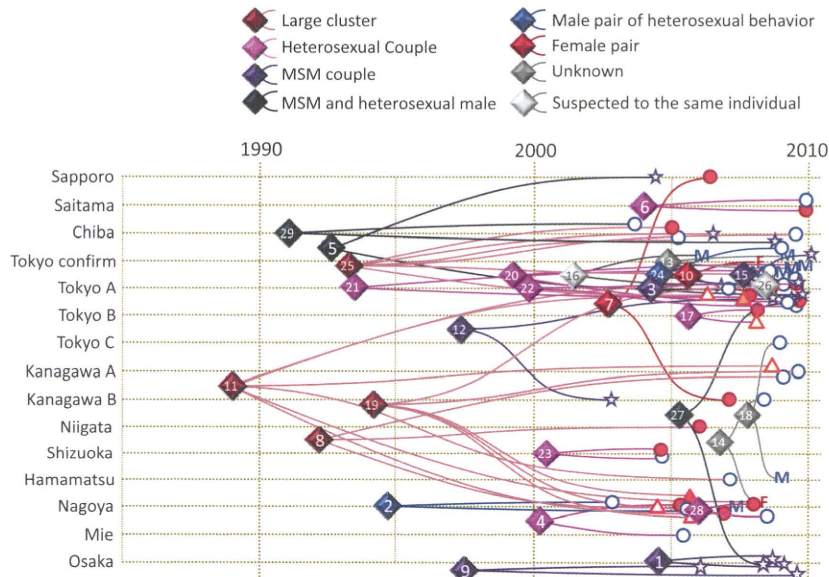 Large cluster
Male pair of heterosexual behavior
Heterosexual Couple
Female pair
MSM couple
Unknown
MSM and heterosexual male
Suspected to the same individual
1990 2000 2010
Sapporo
Saitama 6
Chiba 29
5
Tokyo confirm 25 M F
21 20 16 22 24 3 10 15 26
Tokyo A
7
Tokyo B 17
12
Tokyo C
Kanagawa A
11
Kanagawa B 19
27 18
Niigata
8 14
Shizuoka 23
Hamamatsu M
Nagoya 2 28 M F
4
Mie
Osaka 1
9